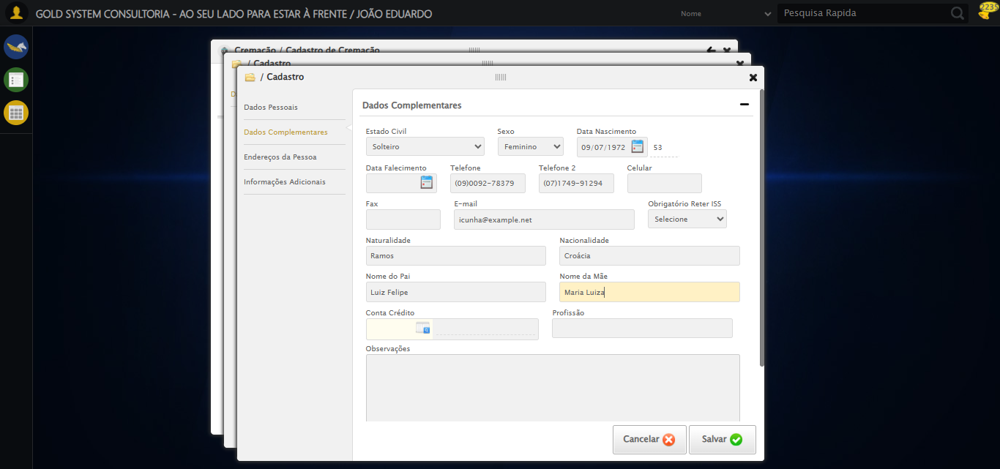 GOLD SYSTEM CONSULTORIA - AO SEU LADO PARA ESTAR À FRENTE / JOÃO EDUARDO
Nome
Pesquisa Rapida
2235
Cremação / Cadastro de Cremação
/ Cadastro
/ Cadastro
Dados Pessoais
Dados Complementares
Endereços da Pessoa
Informações Adicionais
Dados Complementares
Estado Civil Sexo Data Nascimento
Solteiro Feminino 09/07/1972 53
Data Falecimento Telefone Telefone 2 Celular
(09)0092-78379 (07)1749-91294
Fax E-mail Obrigatório Reter ISS
icunha@example.net Selecione
Naturalidade Nacionalidade
Ramos Croácia
Nome do Pai Nome da Mãe
Luiz Felipe Maria Luiza
Conta Crédito Profissão
Observações
Cancelar Salvar